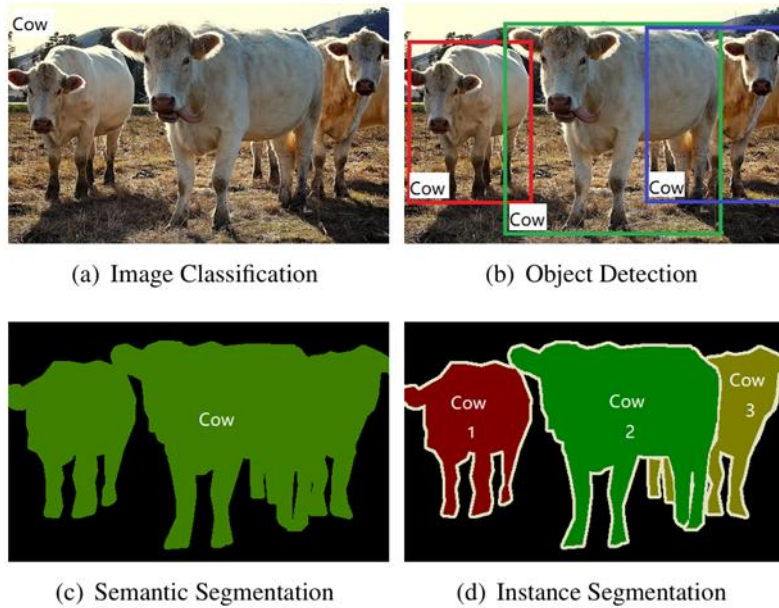 Cow
Cow
Cow
Cow
(a) Image Classification
(b) Object Detection
Cow
Cow
1
Cow
2
Cow
3
(c) Semantic Segmentation
(d) Instance Segmentation